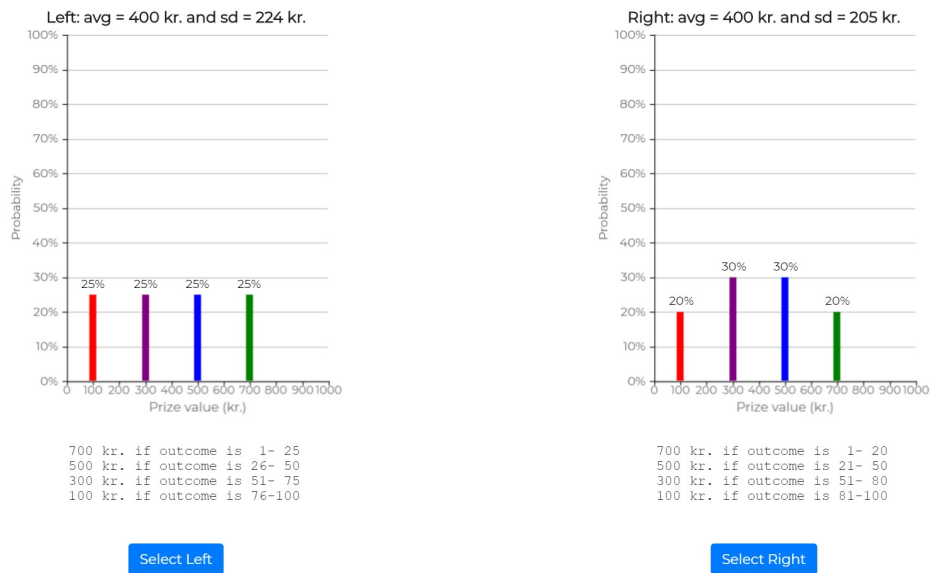 Left: avg = 400 kr. and sd = 224 kr.
100%
90%
80%
70%
60%
50%
40%
30%
20%
10%
0%
Probability
25%
25%
25%
25%
0 100 200 300 400 500 600 700 800 900 1000
Prize value (kr.)
700 kr. if outcome is  1- 25
500 kr. if outcome is 26- 50
300 kr. if outcome is 51- 75
100 kr. if outcome is 76-100
Select Left
Right: avg = 400 kr. and sd = 205 kr.
100%
90%
80%
70%
60%
50%
40%
30%
20%
10%
0%
Probability
20%
30%
30%
20%
0 100 200 300 400 500 600 700 800 900 1000
Prize value (kr.)
700 kr. if outcome is  1- 20
500 kr. if outcome is 21- 50
300 kr. if outcome is 51- 80
100 kr. if outcome is 81-100
Select Right